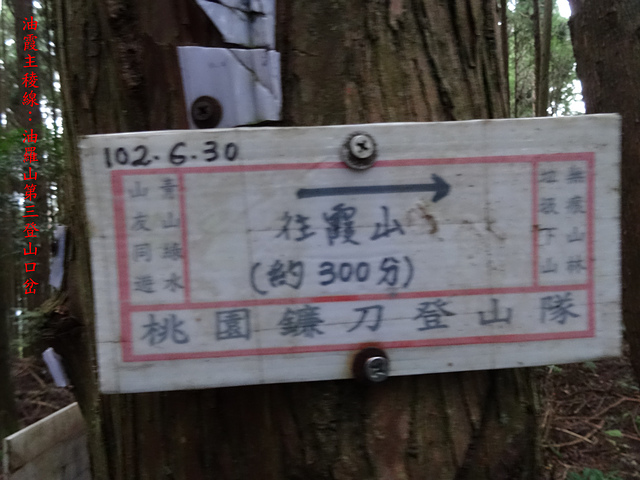 油霞主稜線：油羅山第三登山口岔
102.6.30
青山綠水
山友同遊
往霞山
(約300分)
無痕山林
垃圾下山
桃園鐮刀登山隊